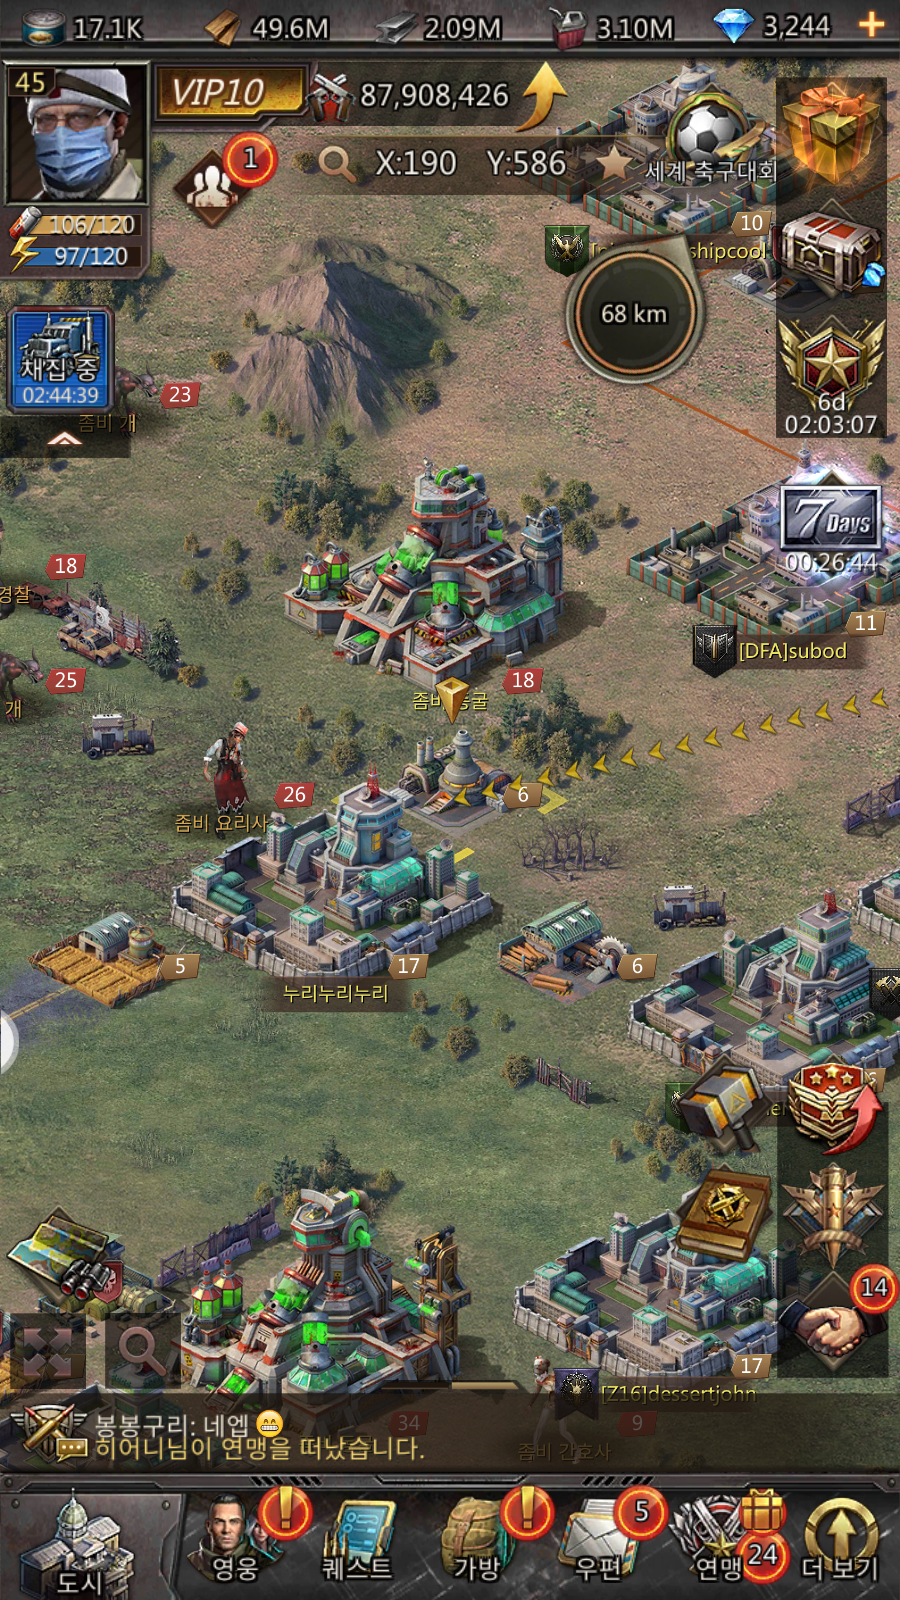 17.1K 49.6M 2.09M 3.10M 3,244
45 VIP10 87,908,426
1 X:190 Y:586 세계 축구대회
106/120
97/120
10
shipcool
68 km
채집 중
02:44:39
23
좀비 개
6d
02:03:07
7 Days
00:26:44
18
경찰
11
[DFA]subod
25
개
18
26
6
좀비 요리사
5
17
6
누리누리누리
14
17
[Z16]dessertjohn
봉봉구리: 네엡
34
9
히어니님이 연맹을 떠났습니다.
좀비 간호사
5
24
도시 영웅 퀘스트 가방 우편 연맹 더 보기